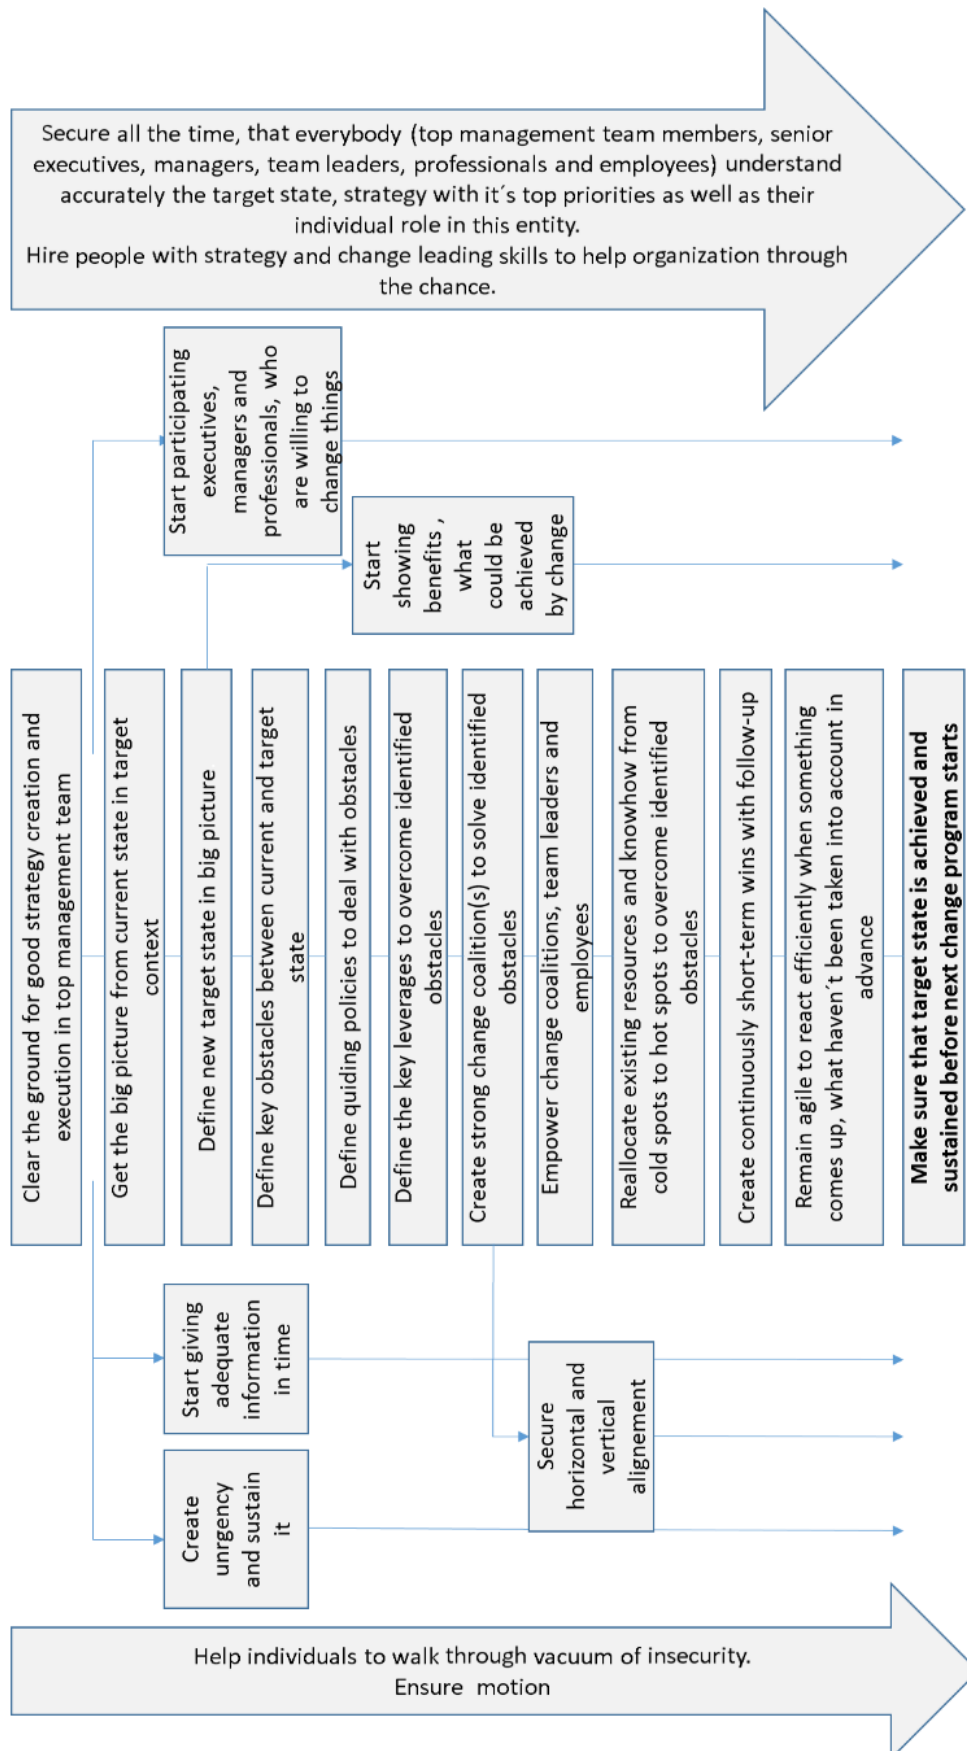 Secure all the time, that everybody (top management team members, senior
executives, managers, team leaders, professionals and employees) understand
accurately the target state, strategy with it´s top priorities as well as their
individual role in this entity.
Hire people with strategy and change leading skills to help organization through
the chance.
Start participating
executives,
managers and
professionals, who
are willing to
change things
Start
showing
benefits ,
what
could be
achieved
by change
Clear the ground for good strategy creation and
execution in top management team
Get the big picture from current state in target
context
Define new target state in big picture
Define key obstacles between current and target
state
Define quiding policies to deal with obstacles
Define the key leverages to overcome identified
obstacles
Create strong change coalition(s) to solve identified
obstacles
Empower change coalitions, team leaders and
employees
Reallocate existing resources and knowhow from
cold spots to hot spots to overcome identified
obstacles
Create continuously short-term wins with follow-up
Remain agile to react efficiently when something
comes up, what haven´t been taken into account in
advance
Make sure that target state is achieved and
sustained before next change program starts
Start giving
adequate
information
in time
Secure
horizontal and
vertical
alignement
Create
unrgency
and sustain
it
Help individuals to walk through vacuum of insecurity.
Ensure motion